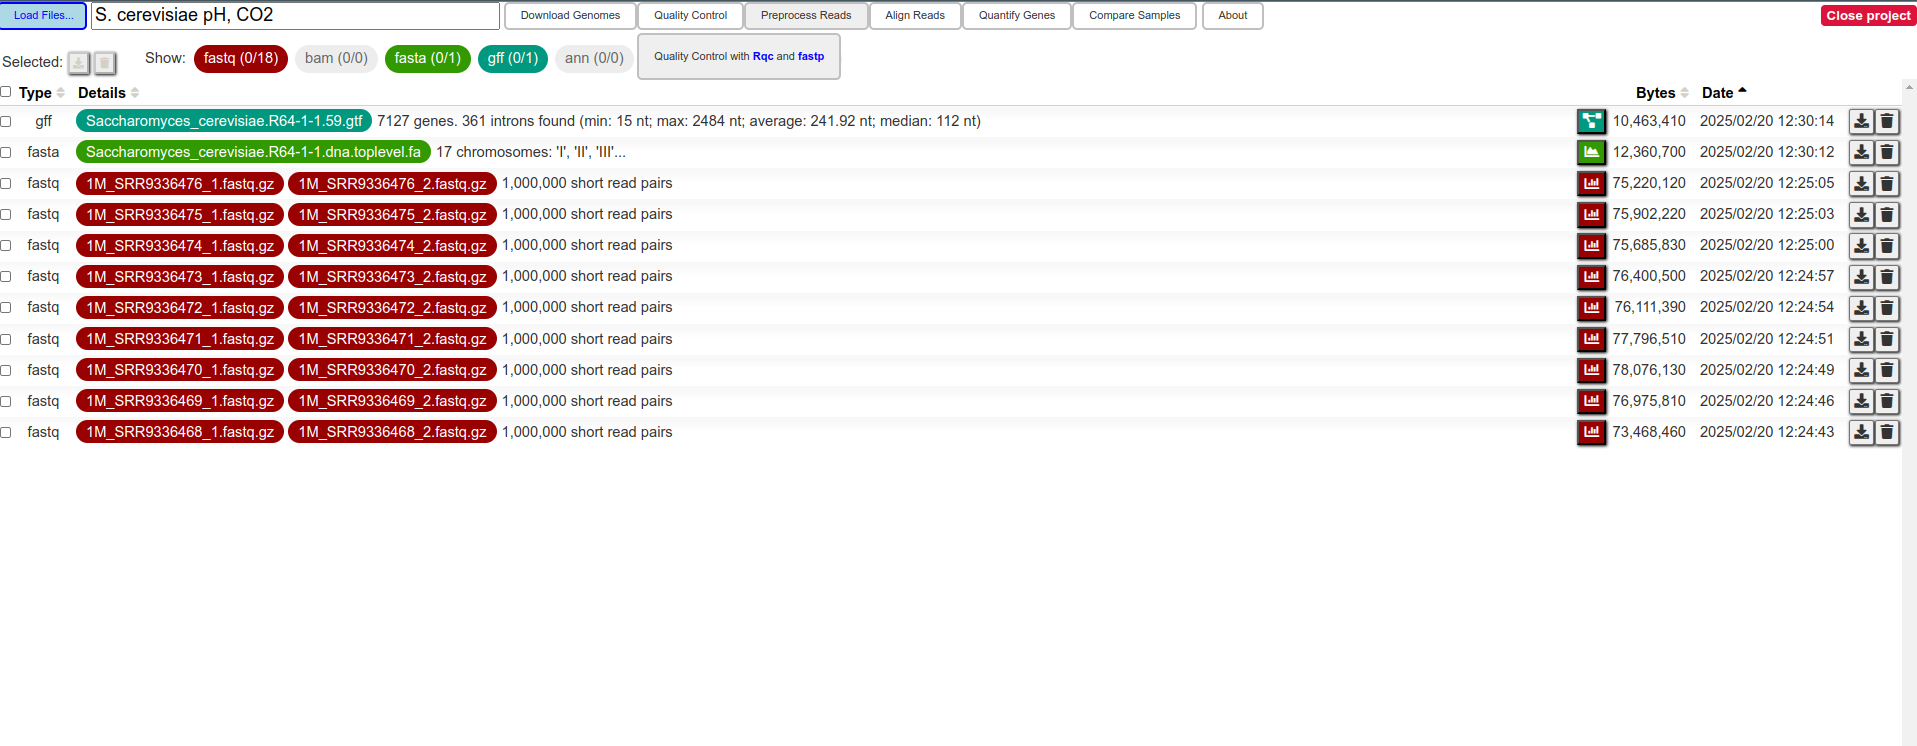 Load Files... S. cerevisiae pH, CO2 Download Genomes Quality Control Preprocess Reads Align Reads Quantify Genes Compare Samples About Close project
Selected: Show: fastq (0/18) bam (0/0) fasta (0/1) gff (0/1) ann (0/0) Quality Control with Rqc and fastp
Type Details Bytes Date
gff Saccharomyces_cerevisiae.R64-1-1.59.gtf 7127 genes. 361 introns found (min: 15 nt; max: 2484 nt; average: 241.92 nt; median: 112 nt) 10,463,410 2025/02/20 12:30:14
fasta Saccharomyces_cerevisiae.R64-1-1.dna.toplevel.fa 17 chromosomes: 'I', 'II', 'III'... 12,360,700 2025/02/20 12:30:12
fastq 1M_SRR9336476_1.fastq.gz 1M_SRR9336476_2.fastq.gz 1,000,000 short read pairs 75,220,120 2025/02/20 12:25:05
fastq 1M_SRR9336475_1.fastq.gz 1M_SRR9336475_2.fastq.gz 1,000,000 short read pairs 75,902,220 2025/02/20 12:25:03
fastq 1M_SRR9336474_1.fastq.gz 1M_SRR9336474_2.fastq.gz 1,000,000 short read pairs 75,685,830 2025/02/20 12:25:00
fastq 1M_SRR9336473_1.fastq.gz 1M_SRR9336473_2.fastq.gz 1,000,000 short read pairs 76,400,500 2025/02/20 12:24:57
fastq 1M_SRR9336472_1.fastq.gz 1M_SRR9336472_2.fastq.gz 1,000,000 short read pairs 76,111,390 2025/02/20 12:24:54
fastq 1M_SRR9336471_1.fastq.gz 1M_SRR9336471_2.fastq.gz 1,000,000 short read pairs 77,796,510 2025/02/20 12:24:51
fastq 1M_SRR9336470_1.fastq.gz 1M_SRR9336470_2.fastq.gz 1,000,000 short read pairs 78,076,130 2025/02/20 12:24:49
fastq 1M_SRR9336469_1.fastq.gz 1M_SRR9336469_2.fastq.gz 1,000,000 short read pairs 76,975,810 2025/02/20 12:24:46
fastq 1M_SRR9336468_1.fastq.gz 1M_SRR9336468_2.fastq.gz 1,000,000 short read pairs 73,468,460 2025/02/20 12:24:43